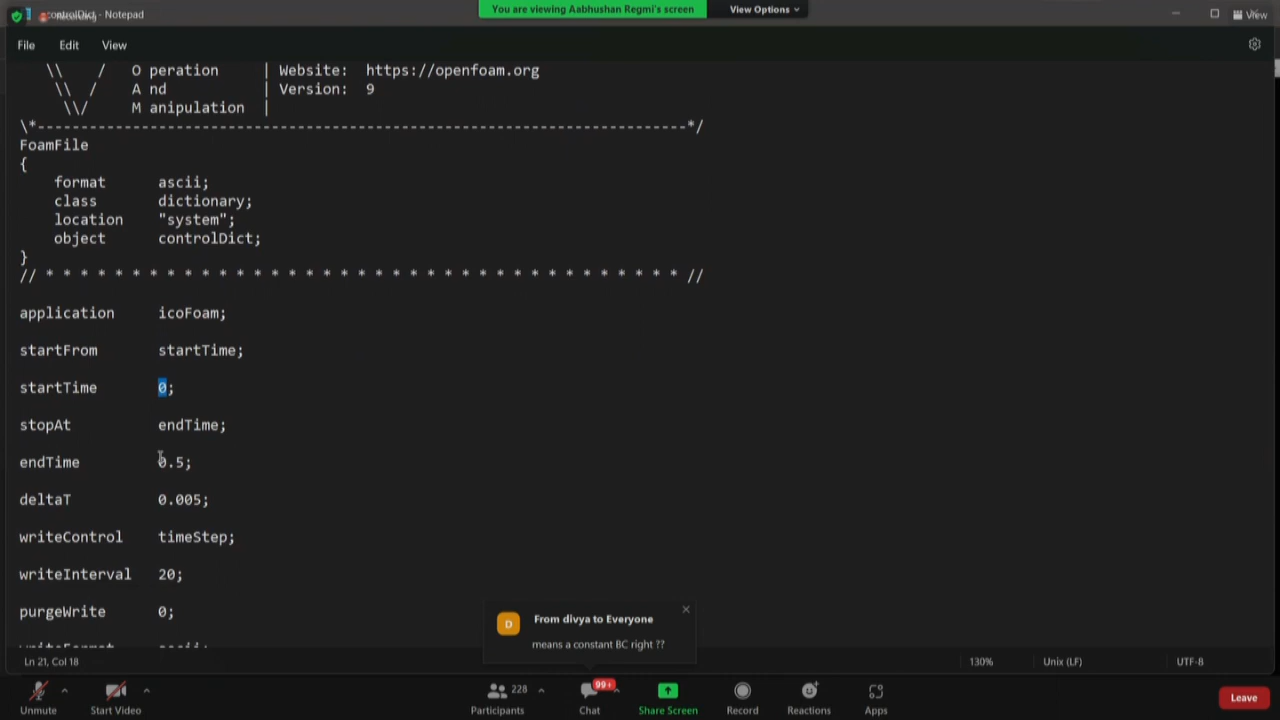 controlDict - Notepad
You are viewing Aabhushan Regmi's screen
View Options
View
File Edit View
\\ / O peration | Website: https://openfoam.org
\\ / A nd | Version: 9
\\/ M anipulation |
\*---------------------------------------------------------------------------*/
FoamFile
{
format ascii;
class dictionary;
location "system";
object controlDict;
}
// * * * * * * * * * * * * * * * * * * * * * * * * * * * * * * * * * * * * * //
application icoFoam;
startFrom startTime;
startTime 0;
stopAt endTime;
endTime 0.5;
deltaT 0.005;
writeControl timeStep;
writeInterval 20;
purgeWrite 0;
writeFormat ascii;
D
From divya to Everyone
means a constant BC right ??
Ln 21, Col 18
130%
Unix (LF)
UTF-8
Unmute
Start Video
228
Participants
99+
Chat
Share Screen
Record
Reactions
Apps
Leave